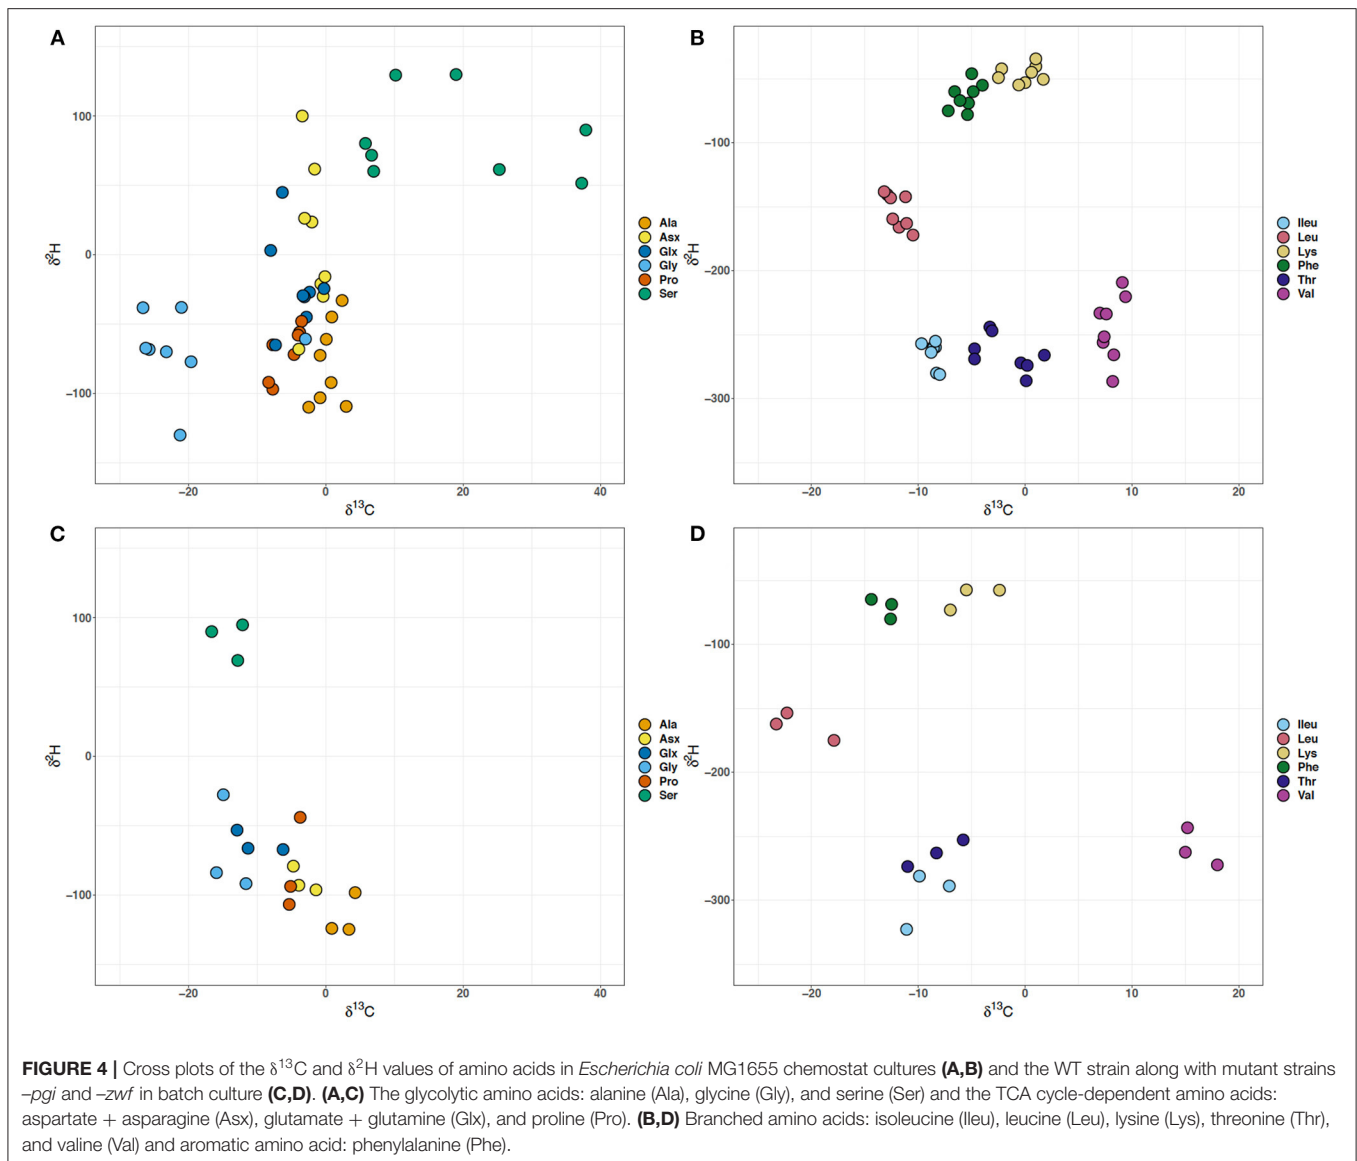 A
100
0
−100
δ²H
−20
0
20
40
δ¹³C
Ala
Asx
Glx
Gly
Pro
Ser
B
−100
−200
−300
δ²H
−20
−10
0
10
20
δ¹³C
Ileu
Leu
Lys
Phe
Thr
Val
C
100
0
−100
δ²H
−20
0
20
40
δ¹³C
Ala
Asx
Glx
Gly
Pro
Ser
D
−100
−200
−300
δ²H
−20
−10
0
10
20
δ¹³C
Ileu
Leu
Lys
Phe
Thr
Val
FIGURE 4 | Cross plots of the δ¹³C and δ²H values of amino acids in Escherichia coli MG1655 chemostat cultures (A,B) and the WT strain along with mutant strains
–pgi and –zwf in batch culture (C,D). (A,C) The glycolytic amino acids: alanine (Ala), glycine (Gly), and serine (Ser) and the TCA cycle-dependent amino acids:
aspartate + asparagine (Asx), glutamate + glutamine (Glx), and proline (Pro). (B,D) Branched amino acids: isoleucine (Ileu), leucine (Leu), lysine (Lys), threonine (Thr),
and valine (Val) and aromatic amino acid: phenylalanine (Phe).